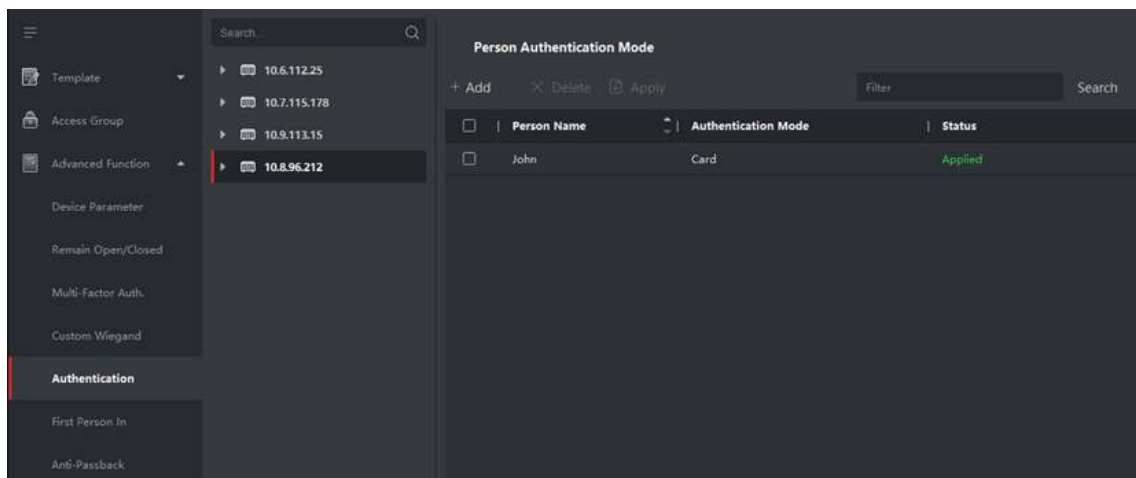 Template
Access Group
Advanced Function
Device Parameter
Remain Open/Closed
Multi-Factor Auth.
Custom Wiegand
Authentication
First Person In
Anti-Passback
Search...
10.6.112.25
10.7.115.178
10.9.113.15
10.8.96.212
Person Authentication Mode
+ Add Delete Apply Filter Search
Person Name Authentication Mode Status
John Card Applied